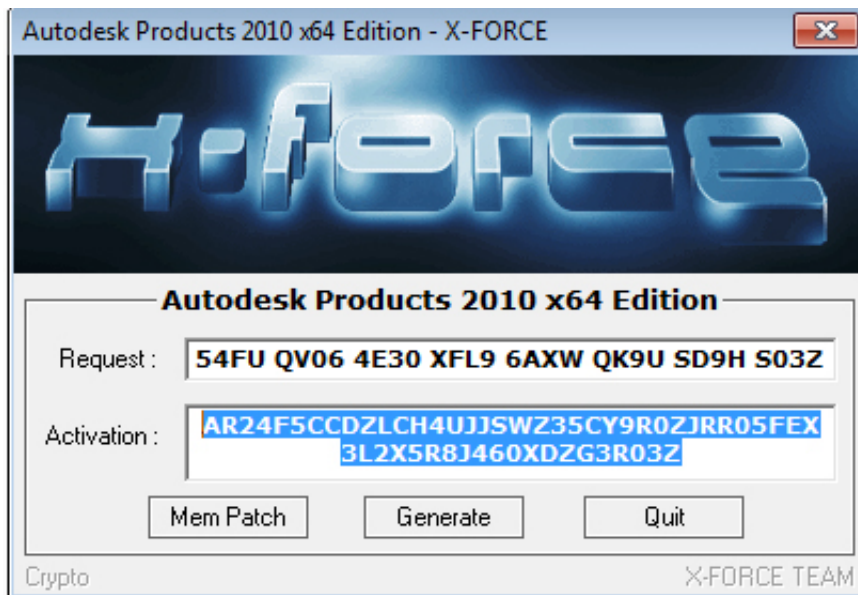 Autodesk Products 2010 x64 Edition - X-FORCE
x-force
Autodesk Products 2010 x64 Edition
Request : 54FU QV06 4E30 XFL9 6AXW QK9U SD9H S03Z
Activation : AR24F5CCDZLCH4UJJSWZ35CY9R0ZJRR05FEX
3L2X5R8J460XDZG3R03Z
Mem Patch Generate Quit
Crypto X-FORCE TEAM